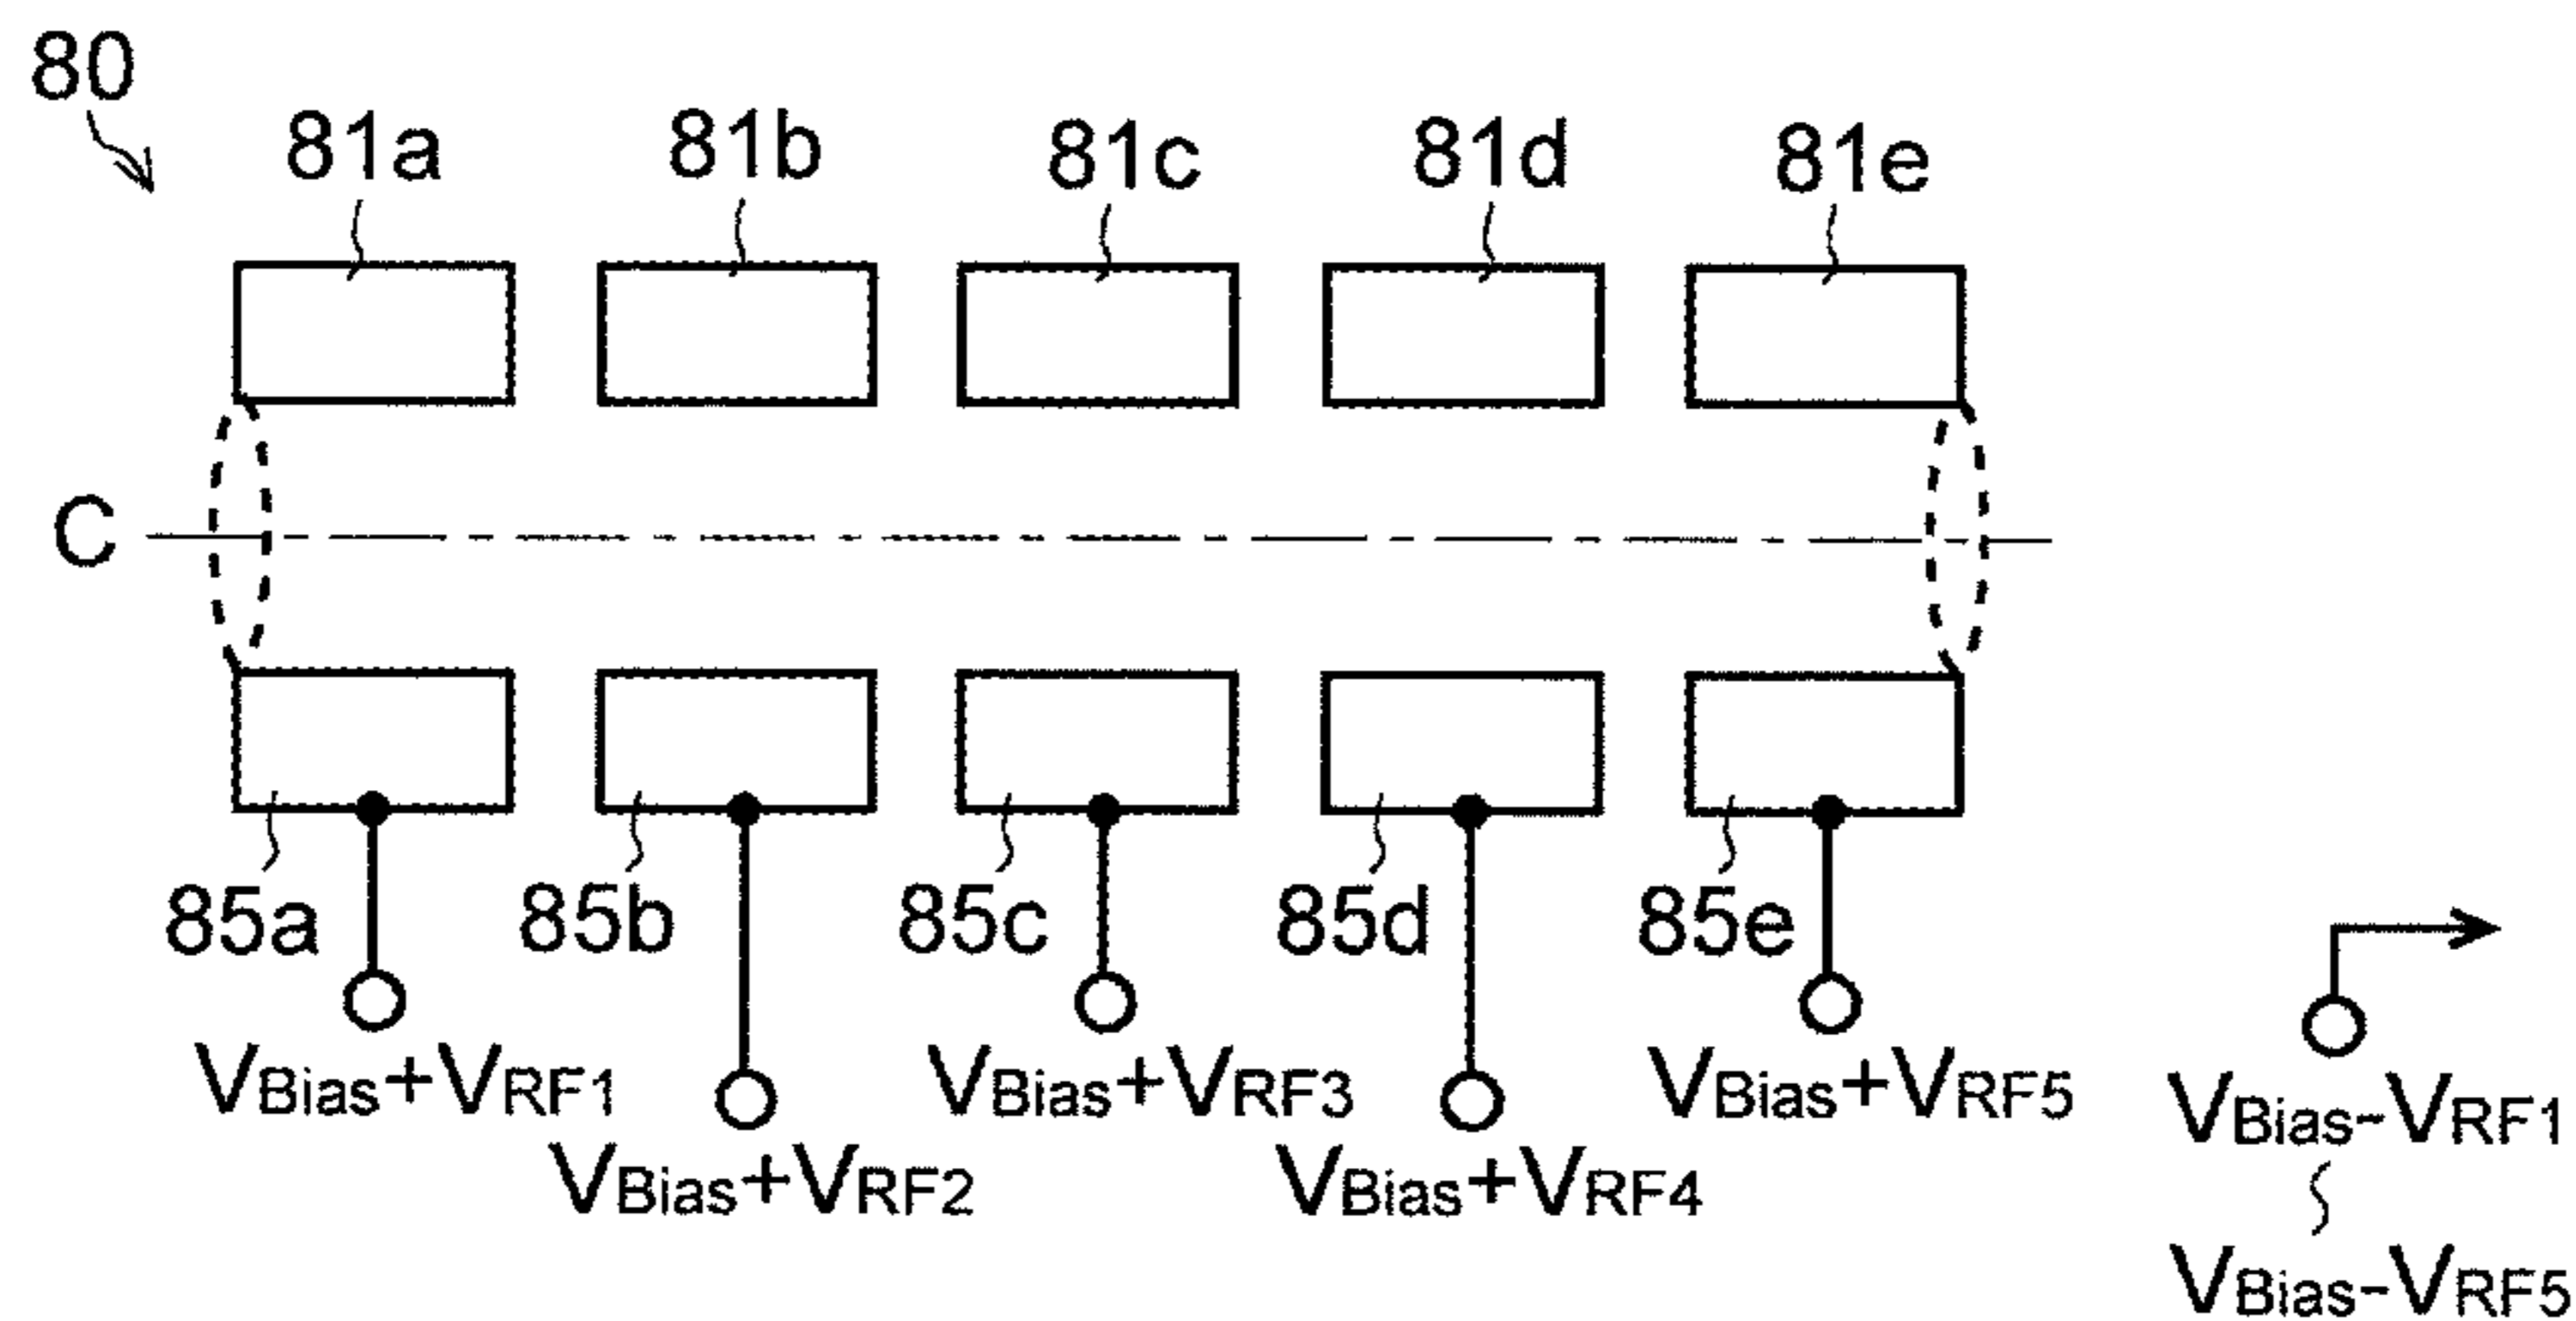 80
81a 81b 81c 81d 81e
C
85a 85b 85c 85d 85e
VBias+VRF1 VBias+VRF3 VBias+VRF5 VBias-VRF1
VBias+VRF2 VBias+VRF4
VBias-VRF5